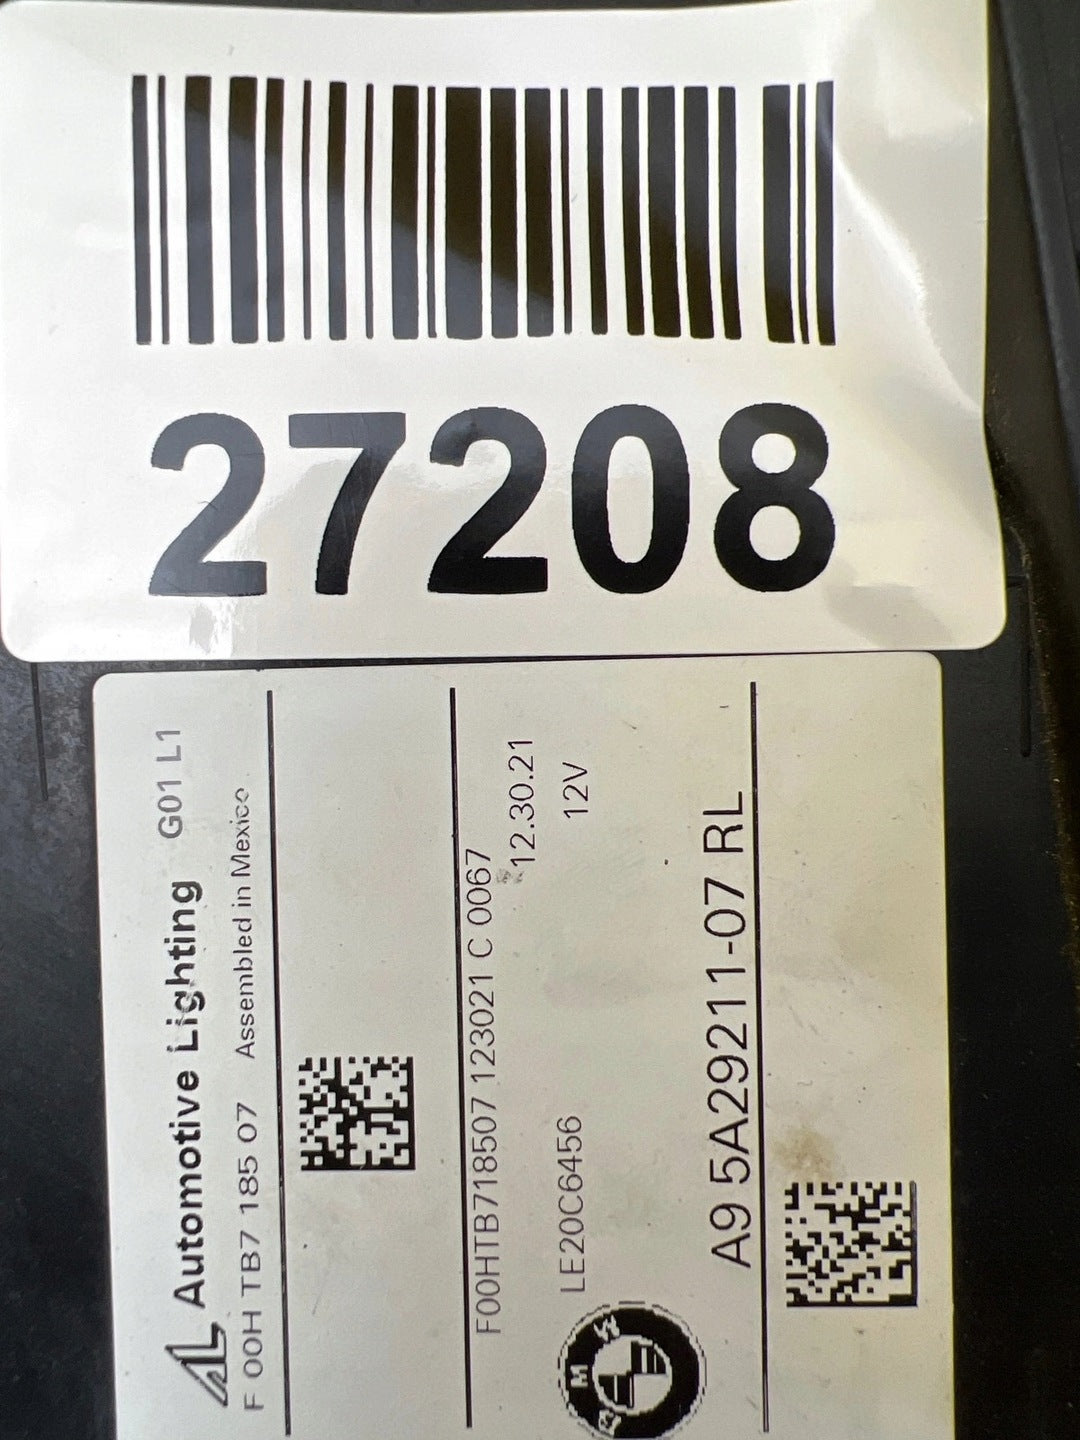 27208
Automotive Lighting G01 L1
F 00H TB7 185 07 Assembled in Mexico
F00HTB718507 123021 C 0067
12.30.21
LE20C6456 12V
BMW
A9 5A29211-07 RL